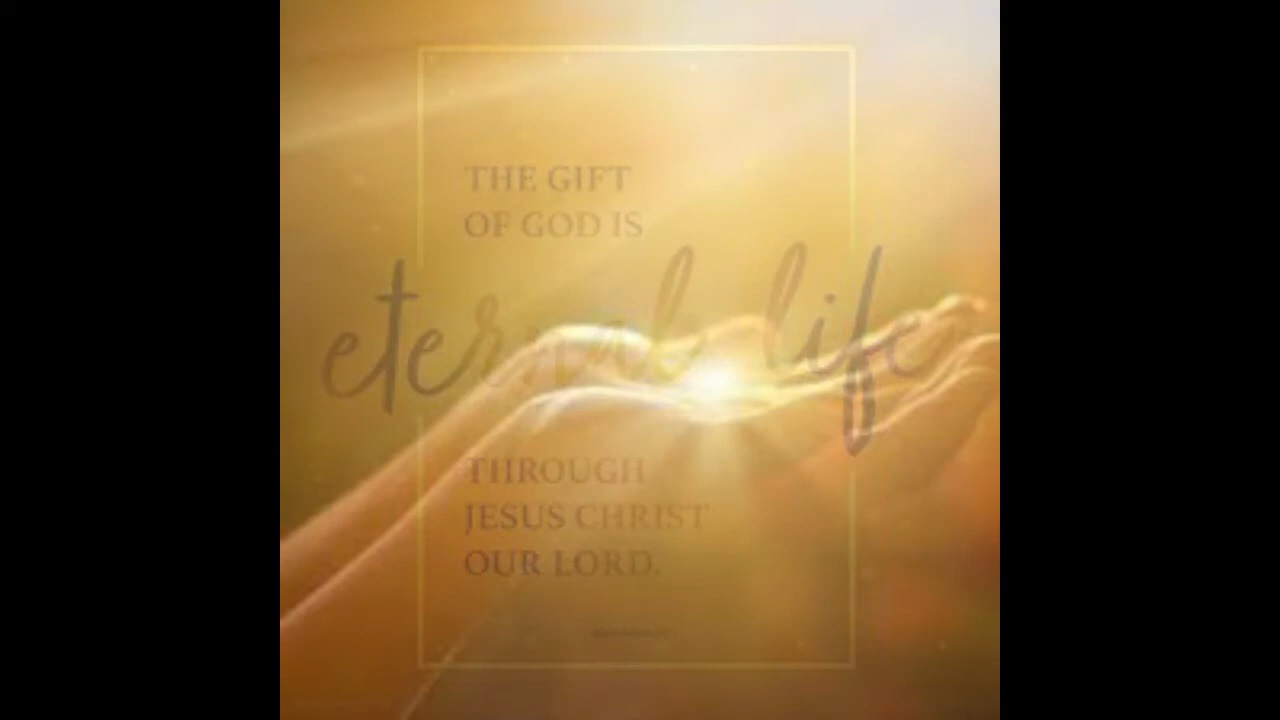 THE GIFT
OF GOD IS
eternal life
THROUGH
JESUS CHRIST
OUR LORD.